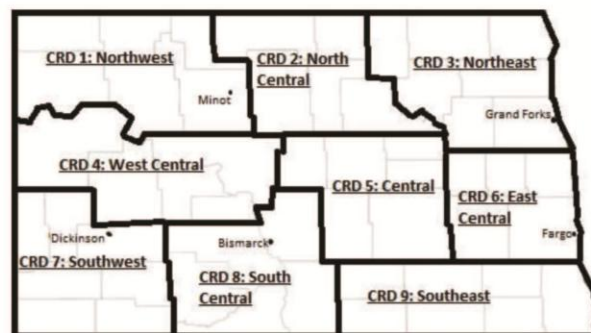 CRD 1: Northwest
CRD 2: North
Central
CRD 3: Northeast
Minot
Grand Forks
CRD 4: West Central
CRD 5: Central
CRD 6: East
Central
Dickinson
Bismarck
Fargo
CRD 7: Southwest
CRD 8: South
Central
CRD 9: Southeast